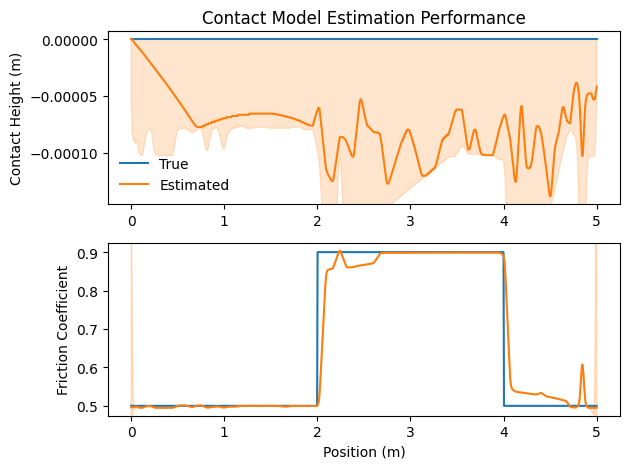 Contact Model Estimation Performance
Contact Height (m)
0.00000
−0.00005
−0.00010
True
Estimated
0 1 2 3 4 5
Friction Coefficient
0.9
0.8
0.7
0.6
0.5
0 1 2 3 4 5
Position (m)